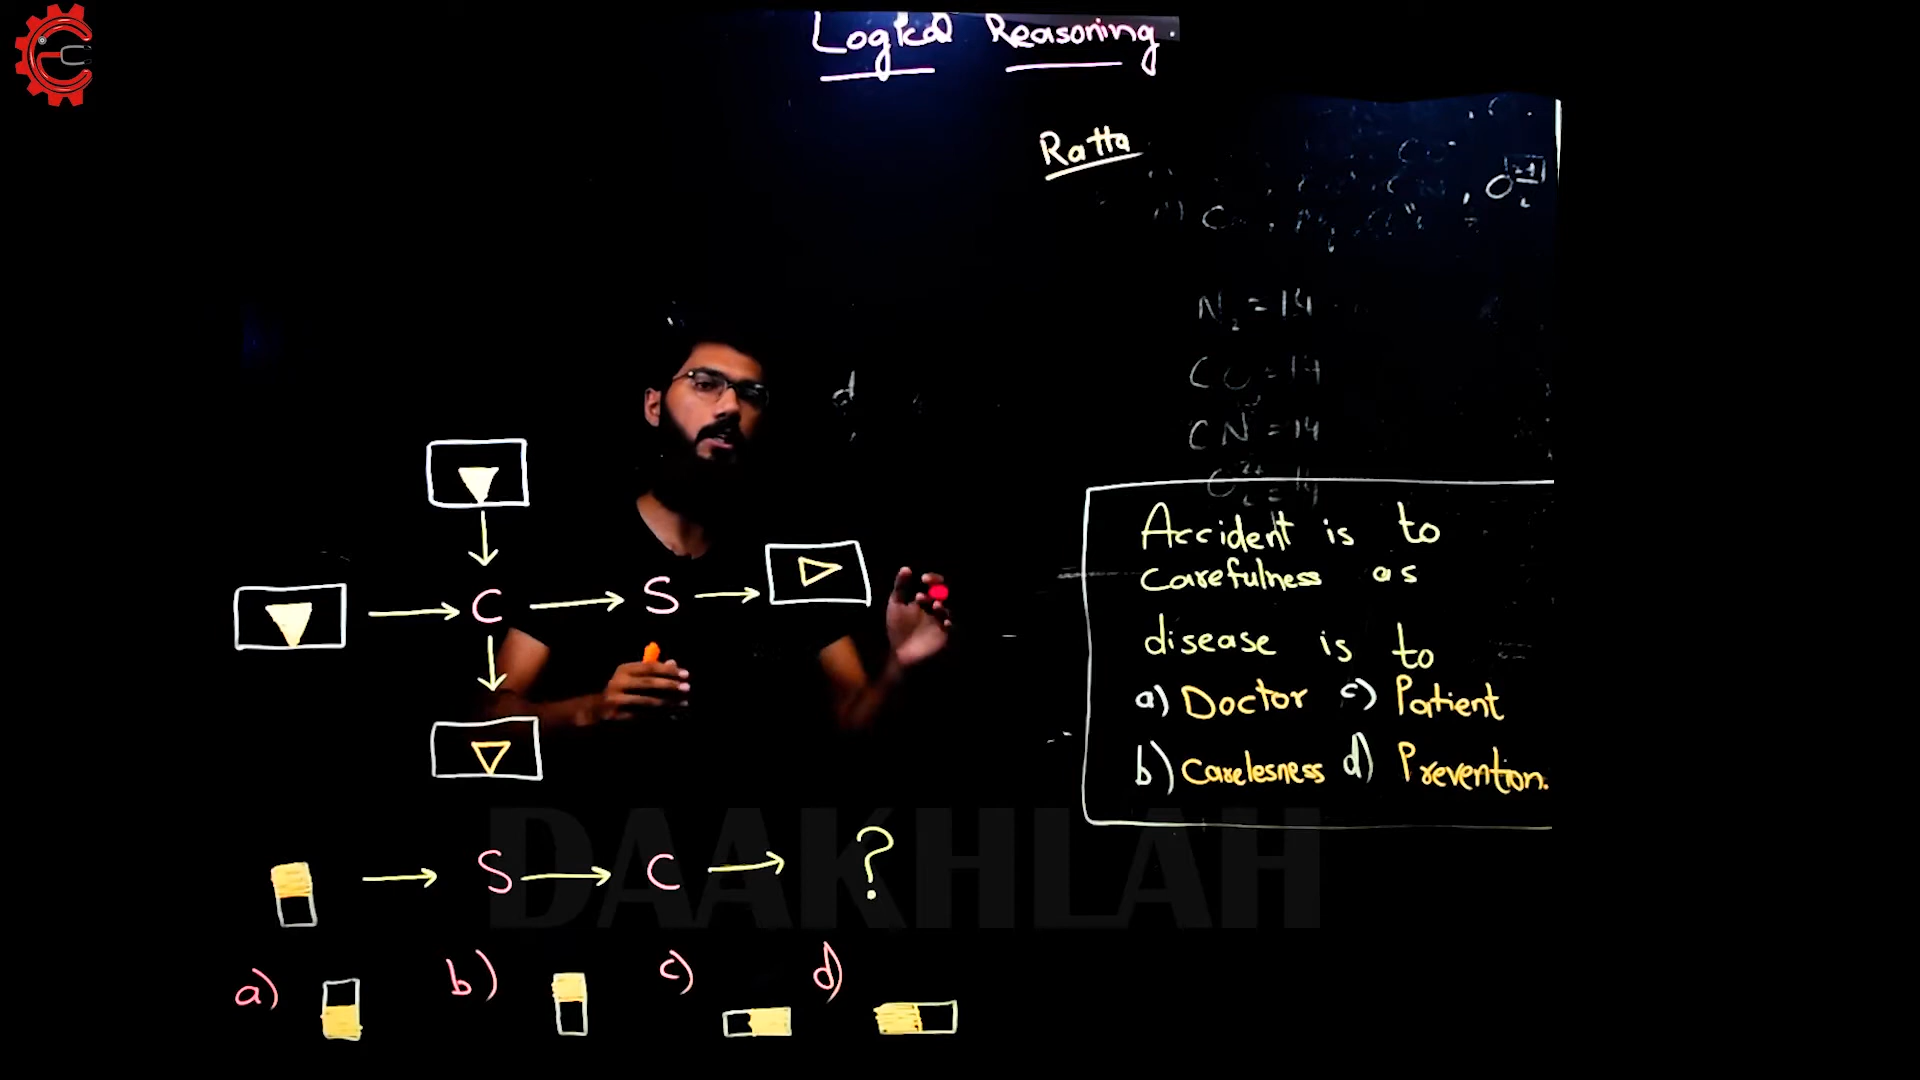 Logical Reasoning.
Ratta
N₂ = 14
CO = 14
CN = 14
Accident is to
Carefulness as
disease is to
a) Doctor c) Patient
b) Carelesness d) Prevention.
C → S →
→ S → C → ?
a) b) c) d)
DAAKHLAH